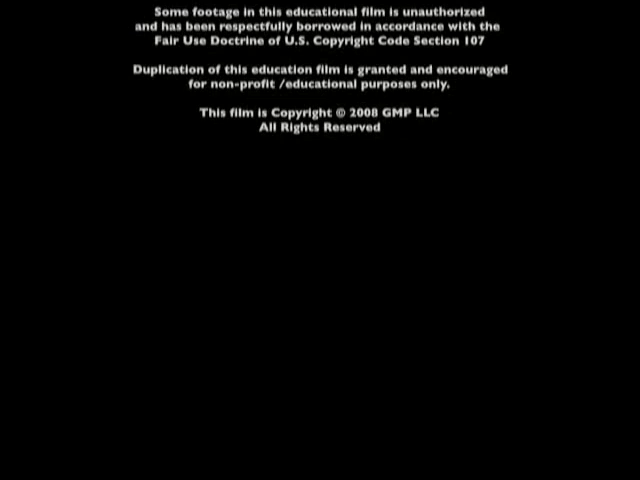 Some footage in this educational film is unauthorized
and has been respectfully borrowed in accordance with the
Fair Use Doctrine of U.S. Copyright Code Section 107
Duplication of this education film is granted and encouraged
for non-profit /educational purposes only.
This film is Copyright © 2008 GMP LLC
All Rights Reserved